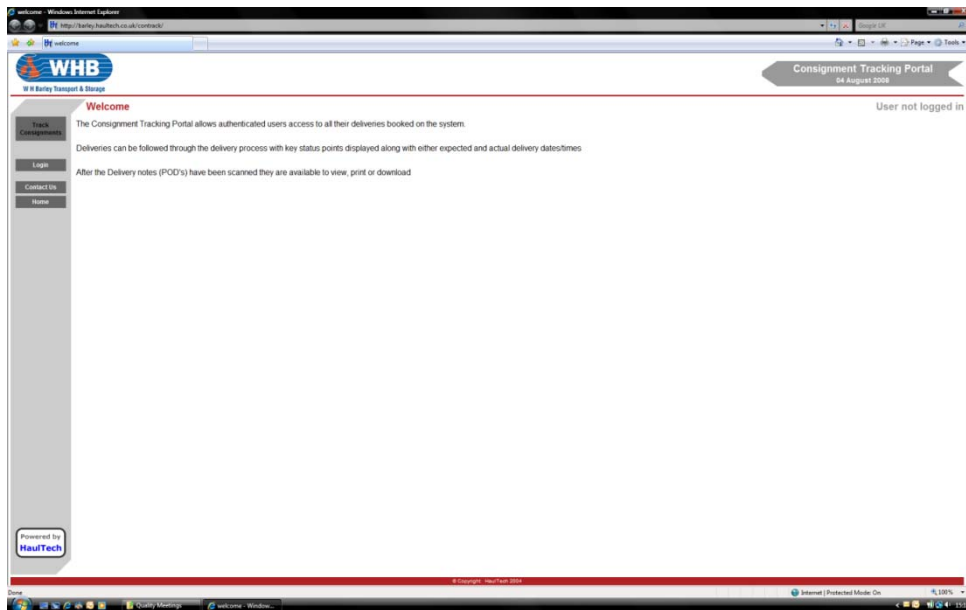 welcome - Windows Internet Explorer
http://barley.haultech.co.uk/contrack/
Google UK
welcome
Page
Tools
WHB
W H Barley Transport & Storage
Consignment Tracking Portal
04 August 2008
Welcome
User not logged in
Track Consignments
The Consignment Tracking Portal allows authenticated users access to all their deliveries booked on the system.
Deliveries can be followed through the delivery process with key status points displayed along with either expected and actual delivery dates/times
Login
After the Delivery notes (POD's) have been scanned they are available to view, print or download
Contact Us
Home
Powered by
HaulTech
© Copyright HaulTech 2004
Done
Internet | Protected Mode: On
100%
Quality Meetings
welcome - Window...